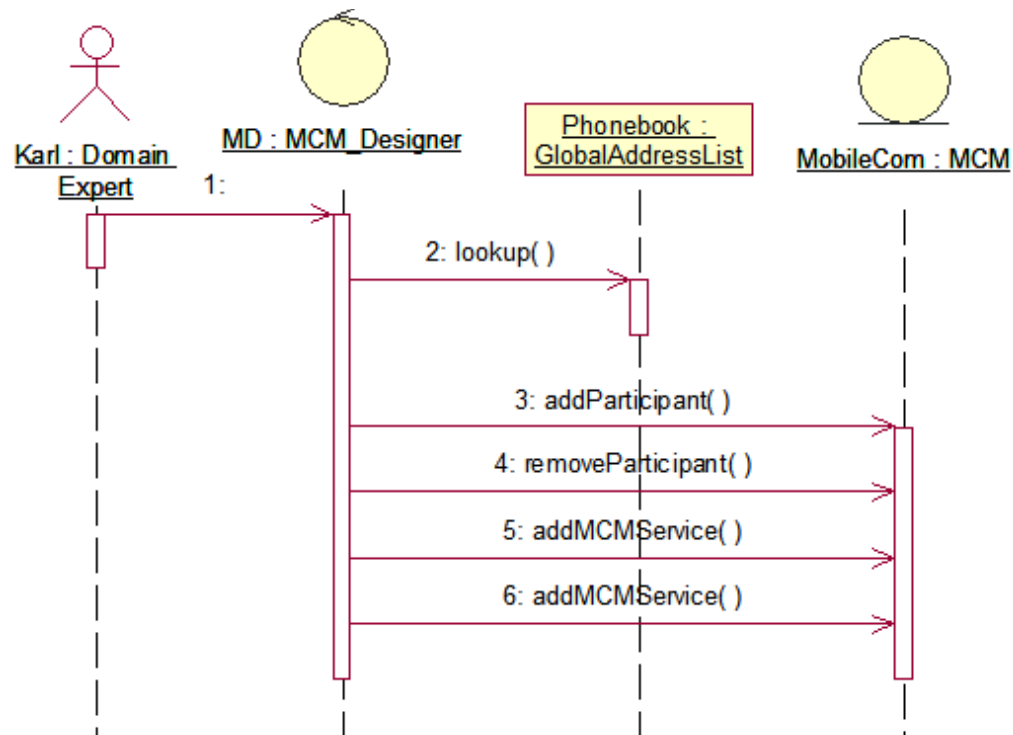 Karl : Domain
Expert
MD : MCM_Designer
Phonebook :
GlobalAddressList
MobileCom : MCM
1:
2: lookup( )
3: addParticipant( )
4: removeParticipant( )
5: addMCMService( )
6: addMCMService( )